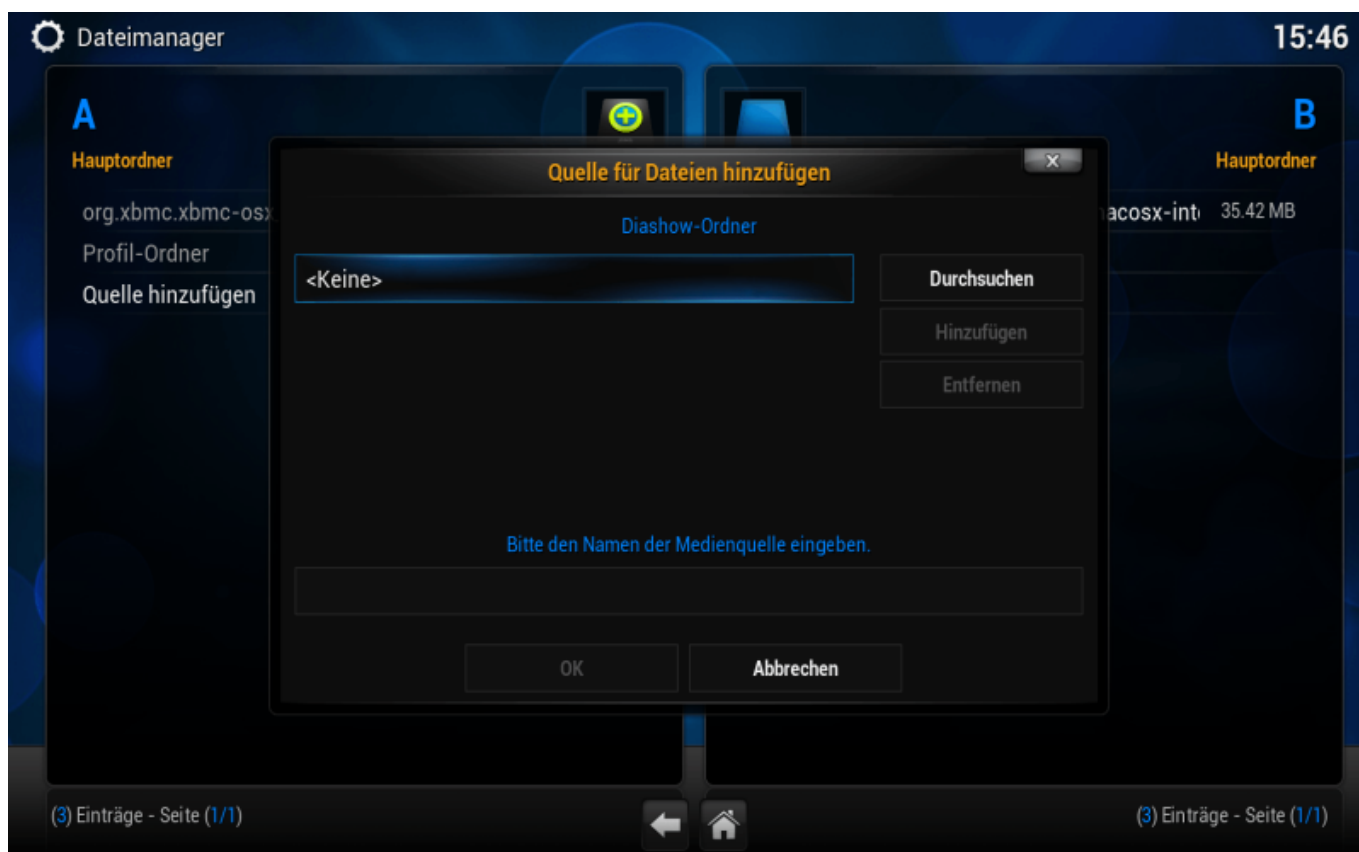 Dateimanager
15:46
A
B
Hauptordner
Hauptordner
org.xbmc.xbmc-osx
Profil-Ordner
Quelle hinzufügen
acosx-int
35.42 MB
Quelle für Dateien hinzufügen
x
Diashow-Ordner
<Keine>
Durchsuchen
Hinzufügen
Entfernen
Bitte den Namen der Medienquelle eingeben.
OK
Abbrechen
(3) Einträge - Seite (1/1)
(3) Einträge - Seite (1/1)